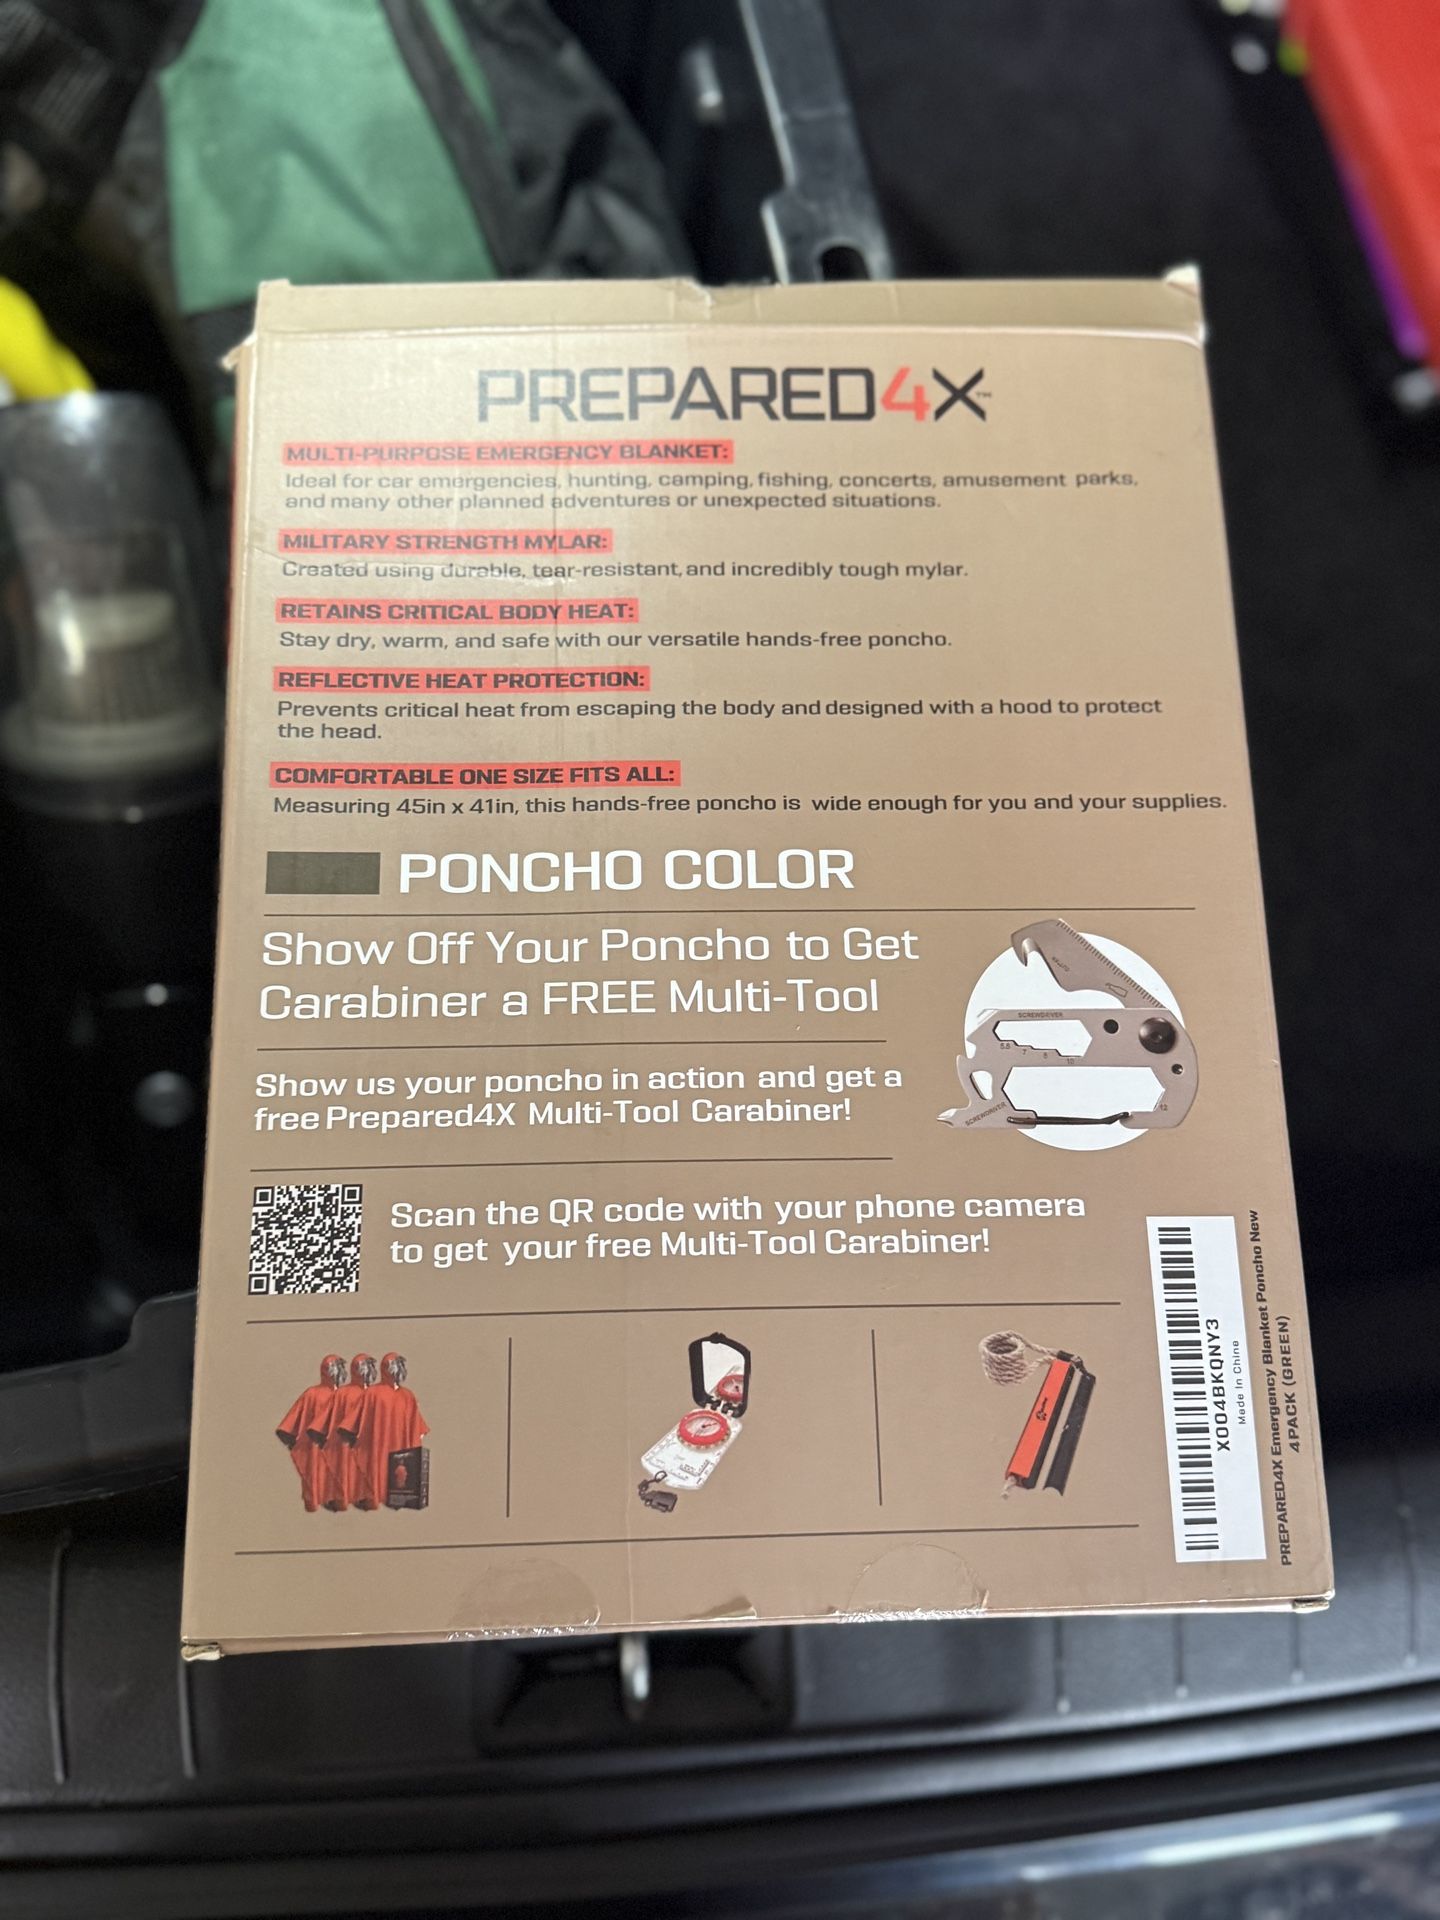 PREPARED4X™
MULTI-PURPOSE EMERGENCY BLANKET:
Ideal for car emergencies, hunting, camping, fishing, concerts, amusement parks,
and many other planned adventures or unexpected situations.
MILITARY STRENGTH MYLAR:
Created using durable, tear-resistant, and incredibly tough mylar.
RETAINS CRITICAL BODY HEAT:
Stay dry, warm, and safe with our versatile hands-free poncho.
REFLECTIVE HEAT PROTECTION:
Prevents critical heat from escaping the body and designed with a hood to protect
the head.
COMFORTABLE ONE SIZE FITS ALL:
Measuring 45in x 41in, this hands-free poncho is wide enough for you and your supplies.
PONCHO COLOR
Show Off Your Poncho to Get
Carabiner a FREE Multi-Tool
SCREWDRIVER
7
8
10
12
SCREWDRIVER
Show us your poncho in action and get a
free Prepared4X Multi-Tool Carabiner!
Scan the QR code with your phone camera
to get your free Multi-Tool Carabiner!
X004BKQNY3
Made In China
PREPARED4X Emergency Blanket Poncho New
4PACK (GREEN)